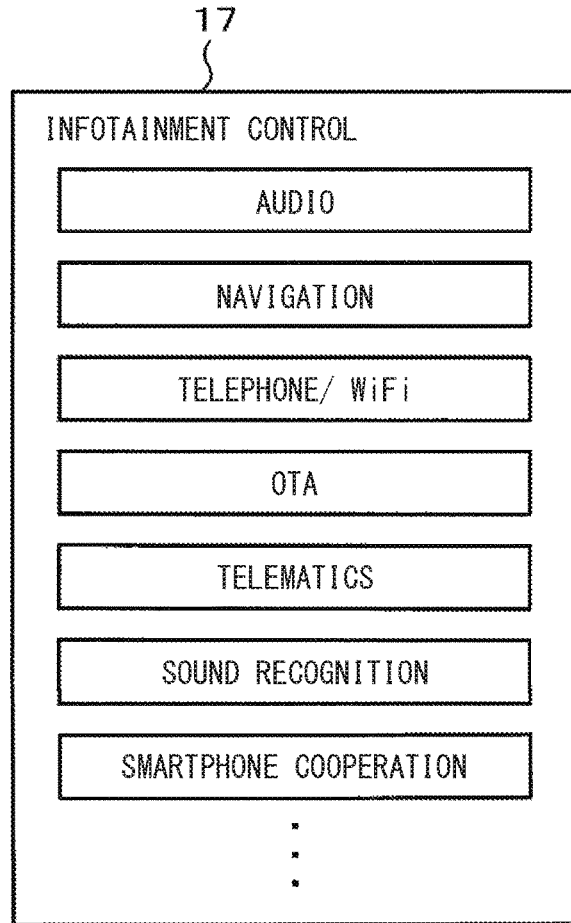 17
INFOTAINMENT CONTROL
AUDIO
NAVIGATION
TELEPHONE/ WiFi
OTA
TELEMATICS
SOUND RECOGNITION
SMARTPHONE COOPERATION